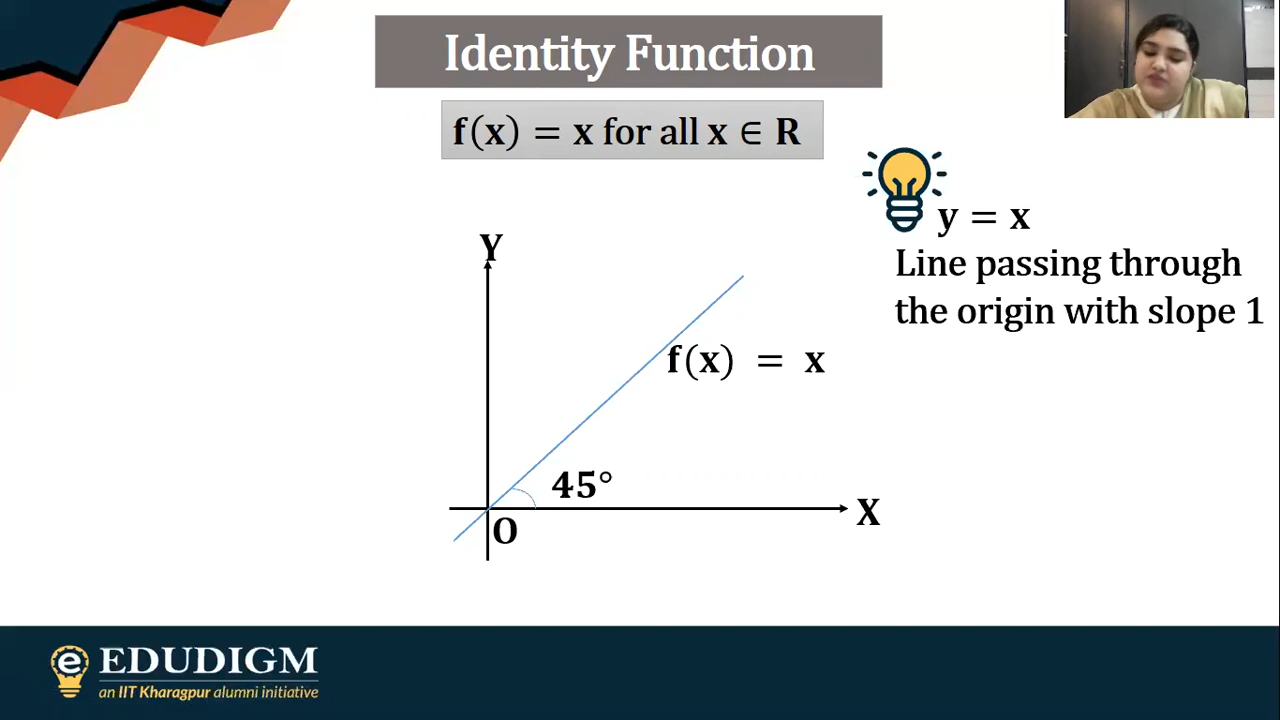 Identity Function
f(x) = x for all x ∈ R
y = x
Line passing through
the origin with slope 1
Y
f(x) = x
45°
X
O
e EDUDIGM
an IIT Kharagpur alumni initiative